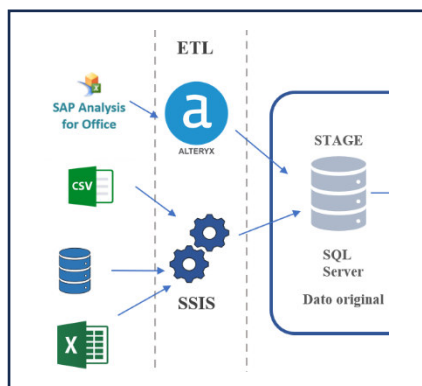 ETL
SAP Analysis
for Office
a
ALTERYX
STAGE
CSV
SQL
Server
SSIS
Dato original
X